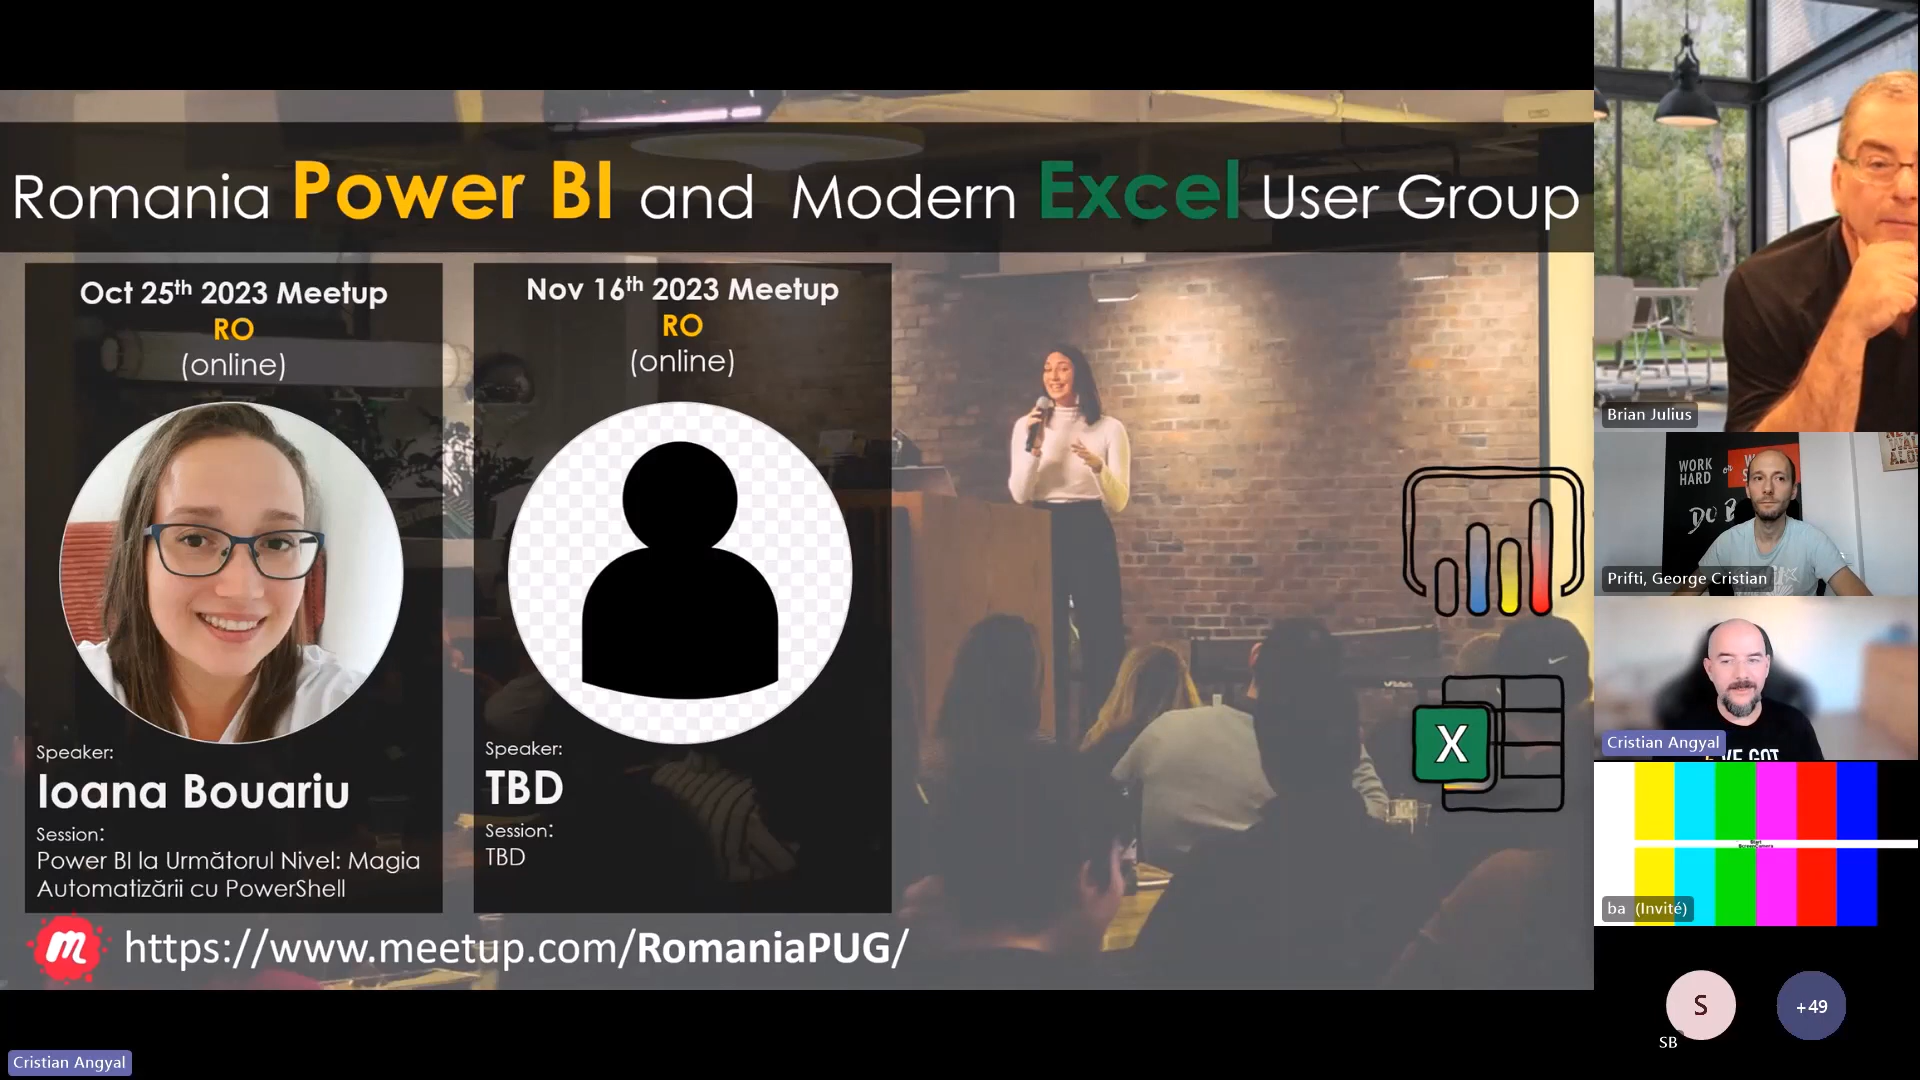 Romania Power BI and Modern Excel User Group
Oct 25th 2023 Meetup
RO
(online)
Speaker:
Ioana Bouariu
Session:
Power BI la Următorul Nivel: Magia
Automatizării cu PowerShell
Nov 16th 2023 Meetup
RO
(online)
Speaker:
TBD
Session:
TBD
X
m
https://www.meetup.com/RomaniaPUG/
Cristian Angyal
Brian Julius
WORK
HARD
Prifti, George Cristian
Cristian Angyal
ba (Invité)
S
SB
+49